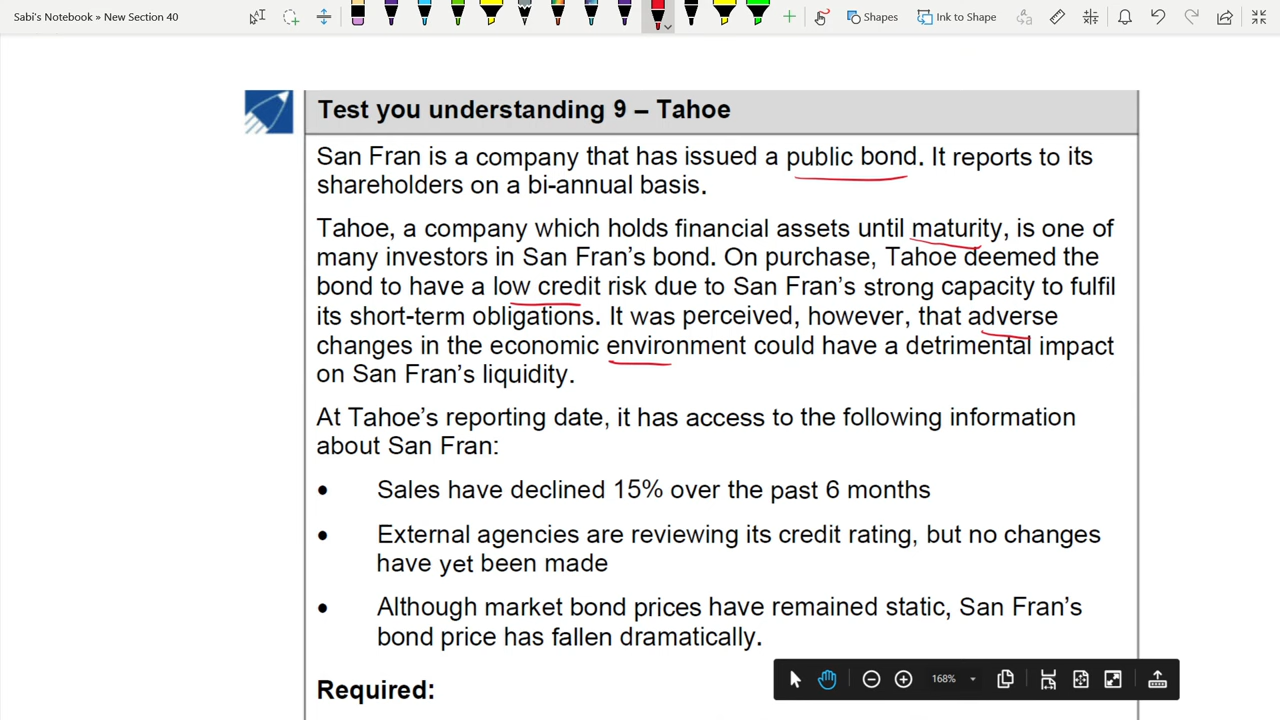 Sabi's Notebook » New Section 40
Shapes
Ink to Shape
Test you understanding 9 – Tahoe
San Fran is a company that has issued a public bond. It reports to its
shareholders on a bi-annual basis.
Tahoe, a company which holds financial assets until maturity, is one of
many investors in San Fran's bond. On purchase, Tahoe deemed the
bond to have a low credit risk due to San Fran's strong capacity to fulfil
its short-term obligations. It was perceived, however, that adverse
changes in the economic environment could have a detrimental impact
on San Fran's liquidity.
At Tahoe's reporting date, it has access to the following information
about San Fran:
• Sales have declined 15% over the past 6 months
• External agencies are reviewing its credit rating, but no changes
have yet been made
• Although market bond prices have remained static, San Fran's
bond price has fallen dramatically.
Required:
168%